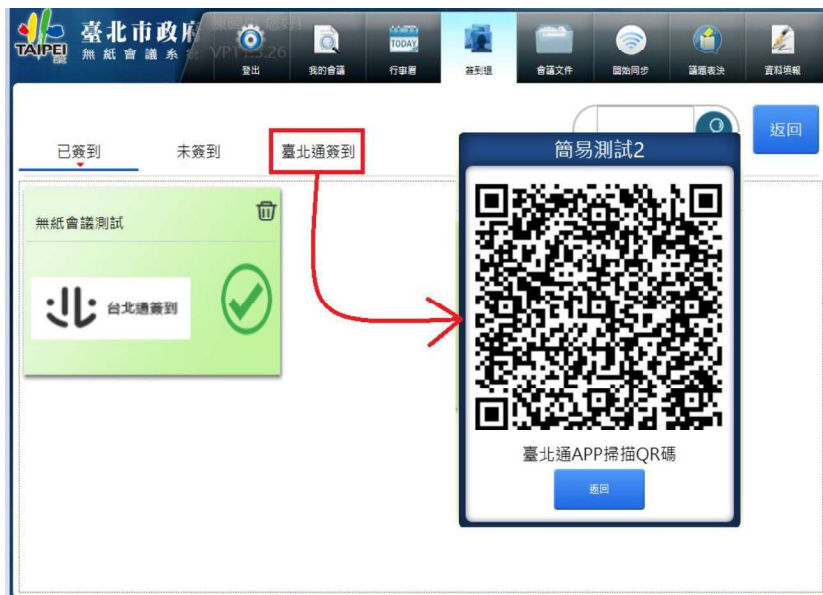 TAIPEI
臺北市政府
無紙會議系統
登出
我的會議
TODAY
行事曆
簽到退
會議文件
開始同步
議題表決
資料填報
返回
已簽到
未簽到
臺北通簽到
無紙會議測試
台北通簽到
簡易測試2
臺北通APP掃描QR碼
返回